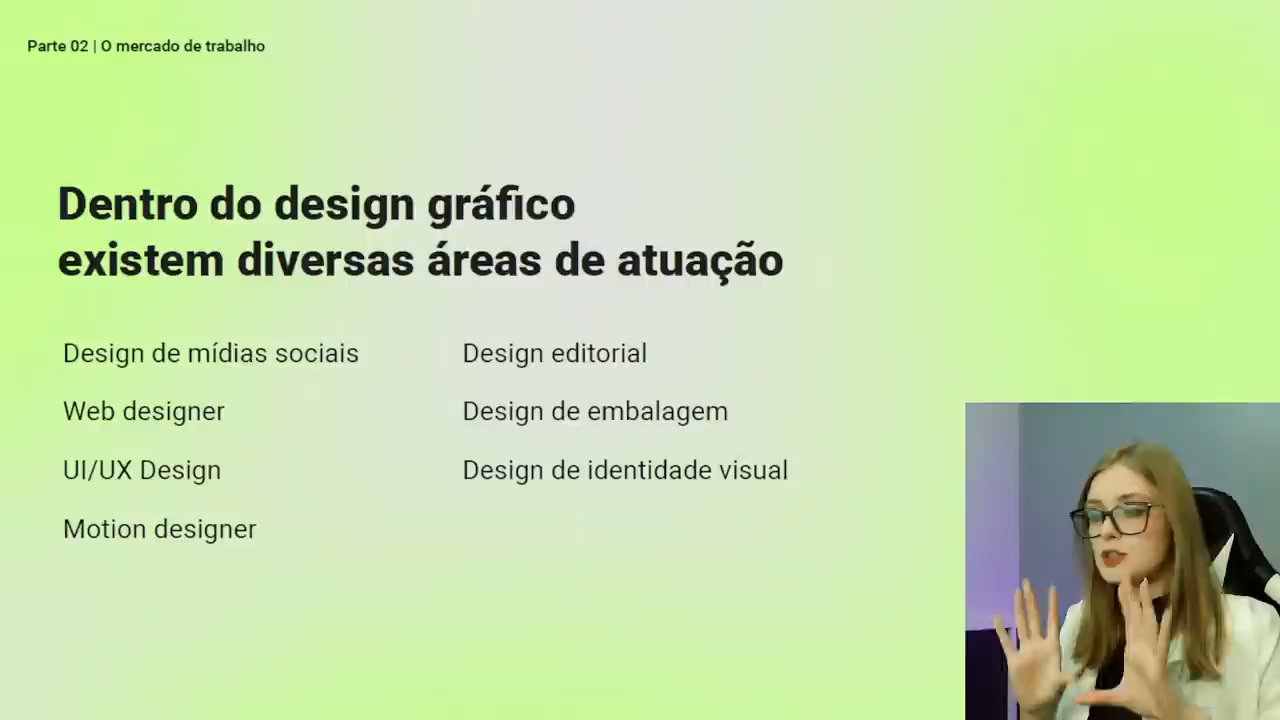 Parte 02 | O mercado de trabalho
Dentro do design gráfico
existem diversas áreas de atuação
Design de mídias sociais
Web designer
UI/UX Design
Motion designer
Design editorial
Design de embalagem
Design de identidade visual